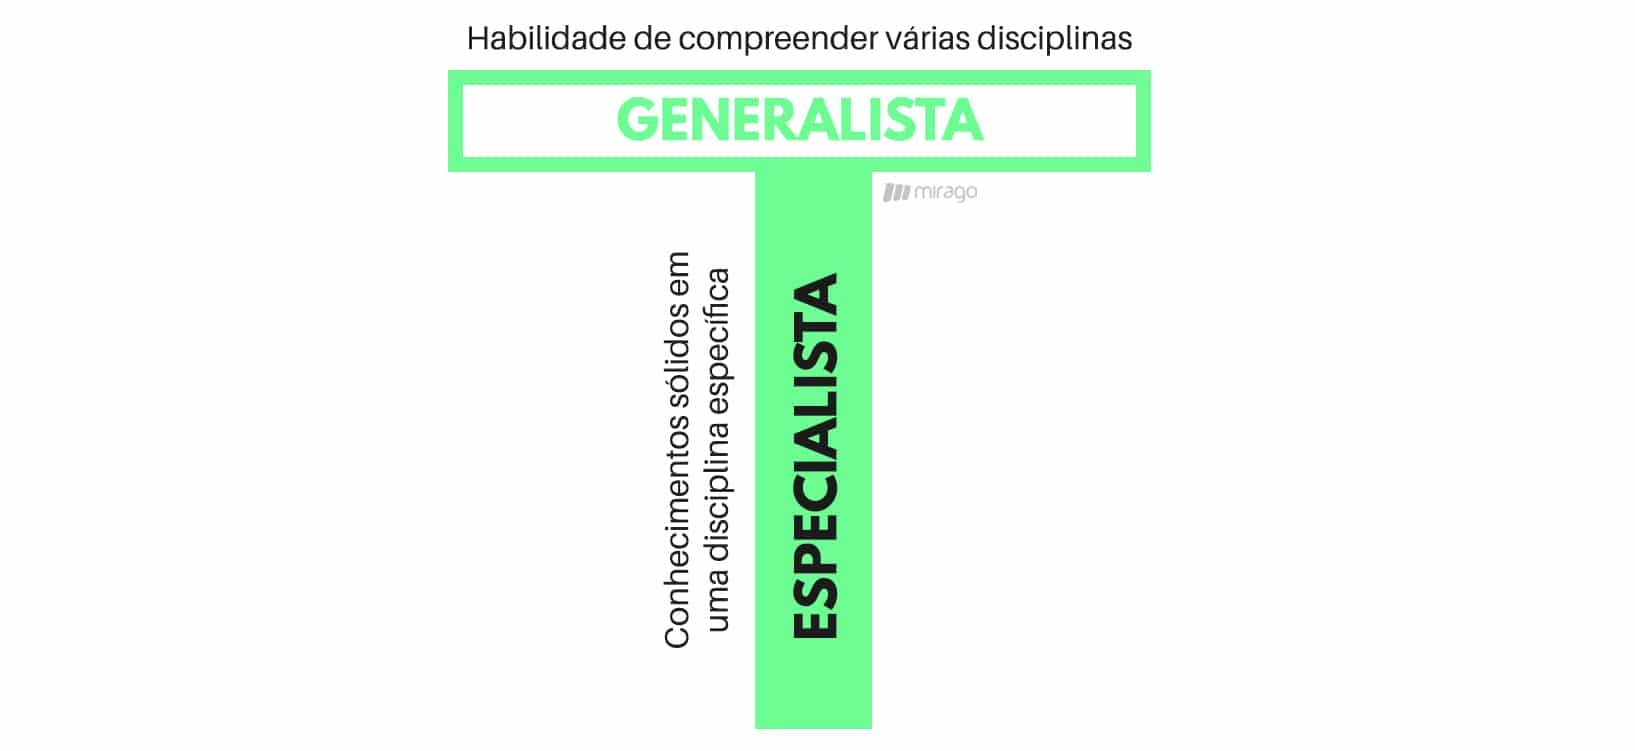 Habilidade de compreender várias disciplinas
GENERALISTA
mirago
Conhecimentos sólidos em
uma disciplina específica
ESPECIALISTA